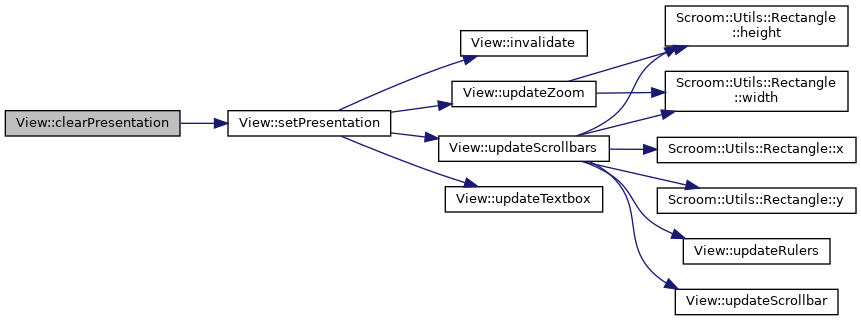 View::clearPresentation
View::setPresentation
View::invalidate
View::updateZoom
View::updateScrollbars
View::updateTextbox
Scroom::Utils::Rectangle
::height
Scroom::Utils::Rectangle
::width
Scroom::Utils::Rectangle::x
Scroom::Utils::Rectangle::y
View::updateRulers
View::updateScrollbar